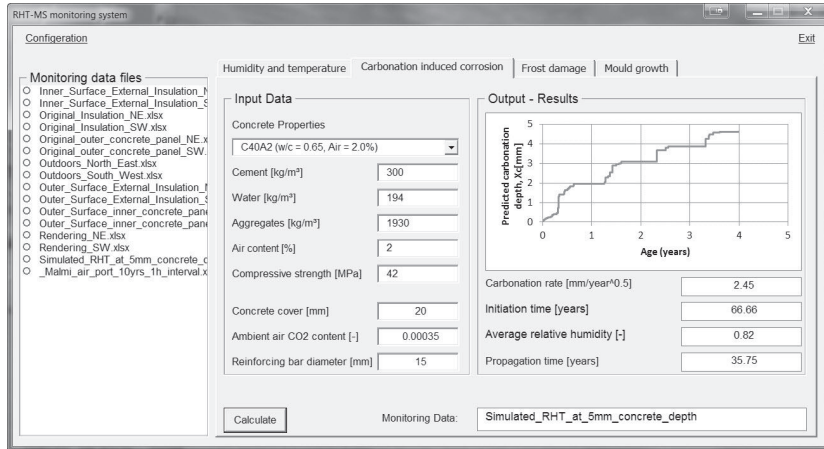 RHT-MS monitoring system
Configeration
Exit
Monitoring data files
Inner_Surface_External_Insulation_N
Inner_Surface_External_Insulation_S
Original_Insulation_NE.xlsx
Original_Insulation_SW.xlsx
Original_outer_concrete_panel_NE.x
Original_outer_concrete_panel_SW.
Outdoors_North_East.xlsx
Outdoors_South_West.xlsx
Outer_Surface_External_Insulation_N
Outer_Surface_External_Insulation_S
Outer_Surface_inner_concrete_pane
Outer_Surface_inner_concrete_pane
Rendering_NE.xlsx
Rendering_SW.xlsx
Simulated_RHT_at_5mm_concrete_d
_Malmi_air_port_10yrs_1h_interval.x
Humidity and temperature
Carbonation induced corrosion
Frost damage
Mould growth
Input Data
Concrete Properties
C40A2 (w/c = 0.65, Air = 2.0%)
Cement [kg/m³] 300
Water [kg/m³] 194
Aggregates [kg/m³] 1930
Air content [%] 2
Compressive strength [MPa] 42
Concrete cover [mm] 20
Ambient air CO2 content [-] 0.00035
Reinforcing bar diameter [mm] 15
Calculate
Output - Results
Predicted carbonation
depth, Xc[mm]
5
4
3
2
1
0
0 1 2 3 4 5
Age (years)
Carbonation rate [mm/year^0.5] 2.45
Initiation time [years] 66.66
Average relative humidity [-] 0.82
Propagation time [years] 35.75
Monitoring Data: Simulated_RHT_at_5mm_concrete_depth